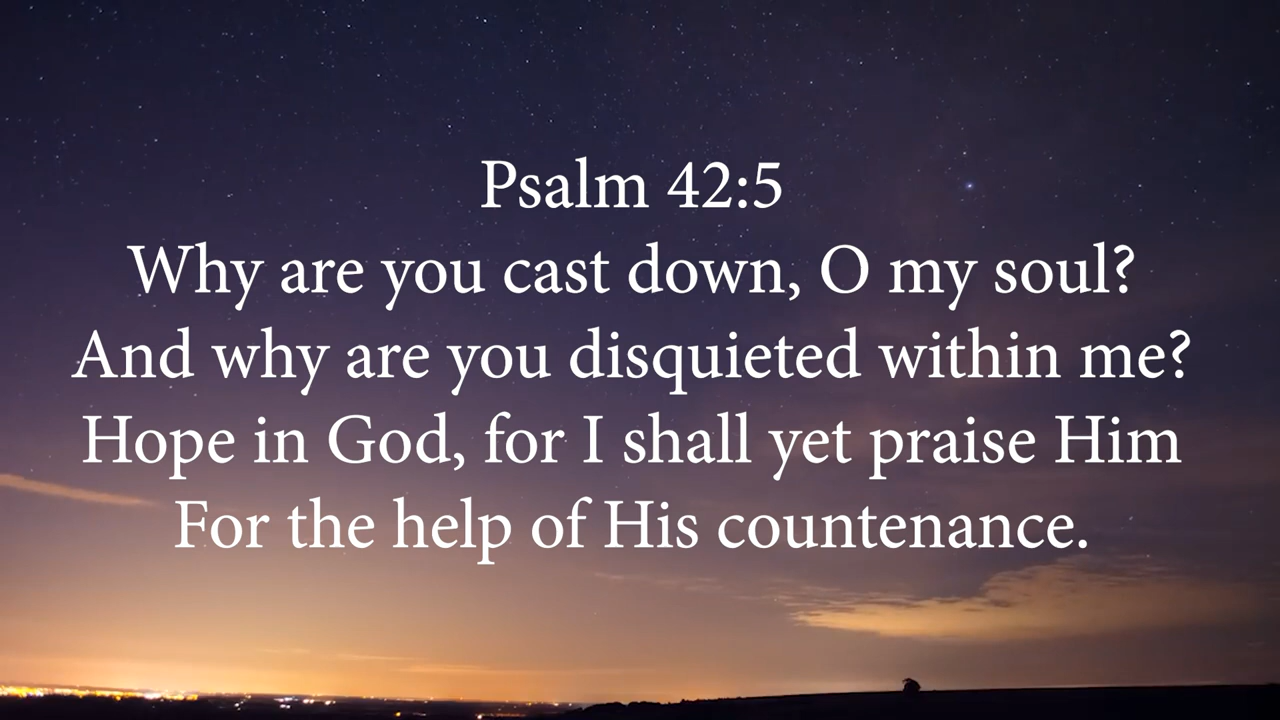 Psalm 42:5
Why are you cast down, O my soul?
And why are you disquieted within me?
Hope in God, for I shall yet praise Him
For the help of His countenance.